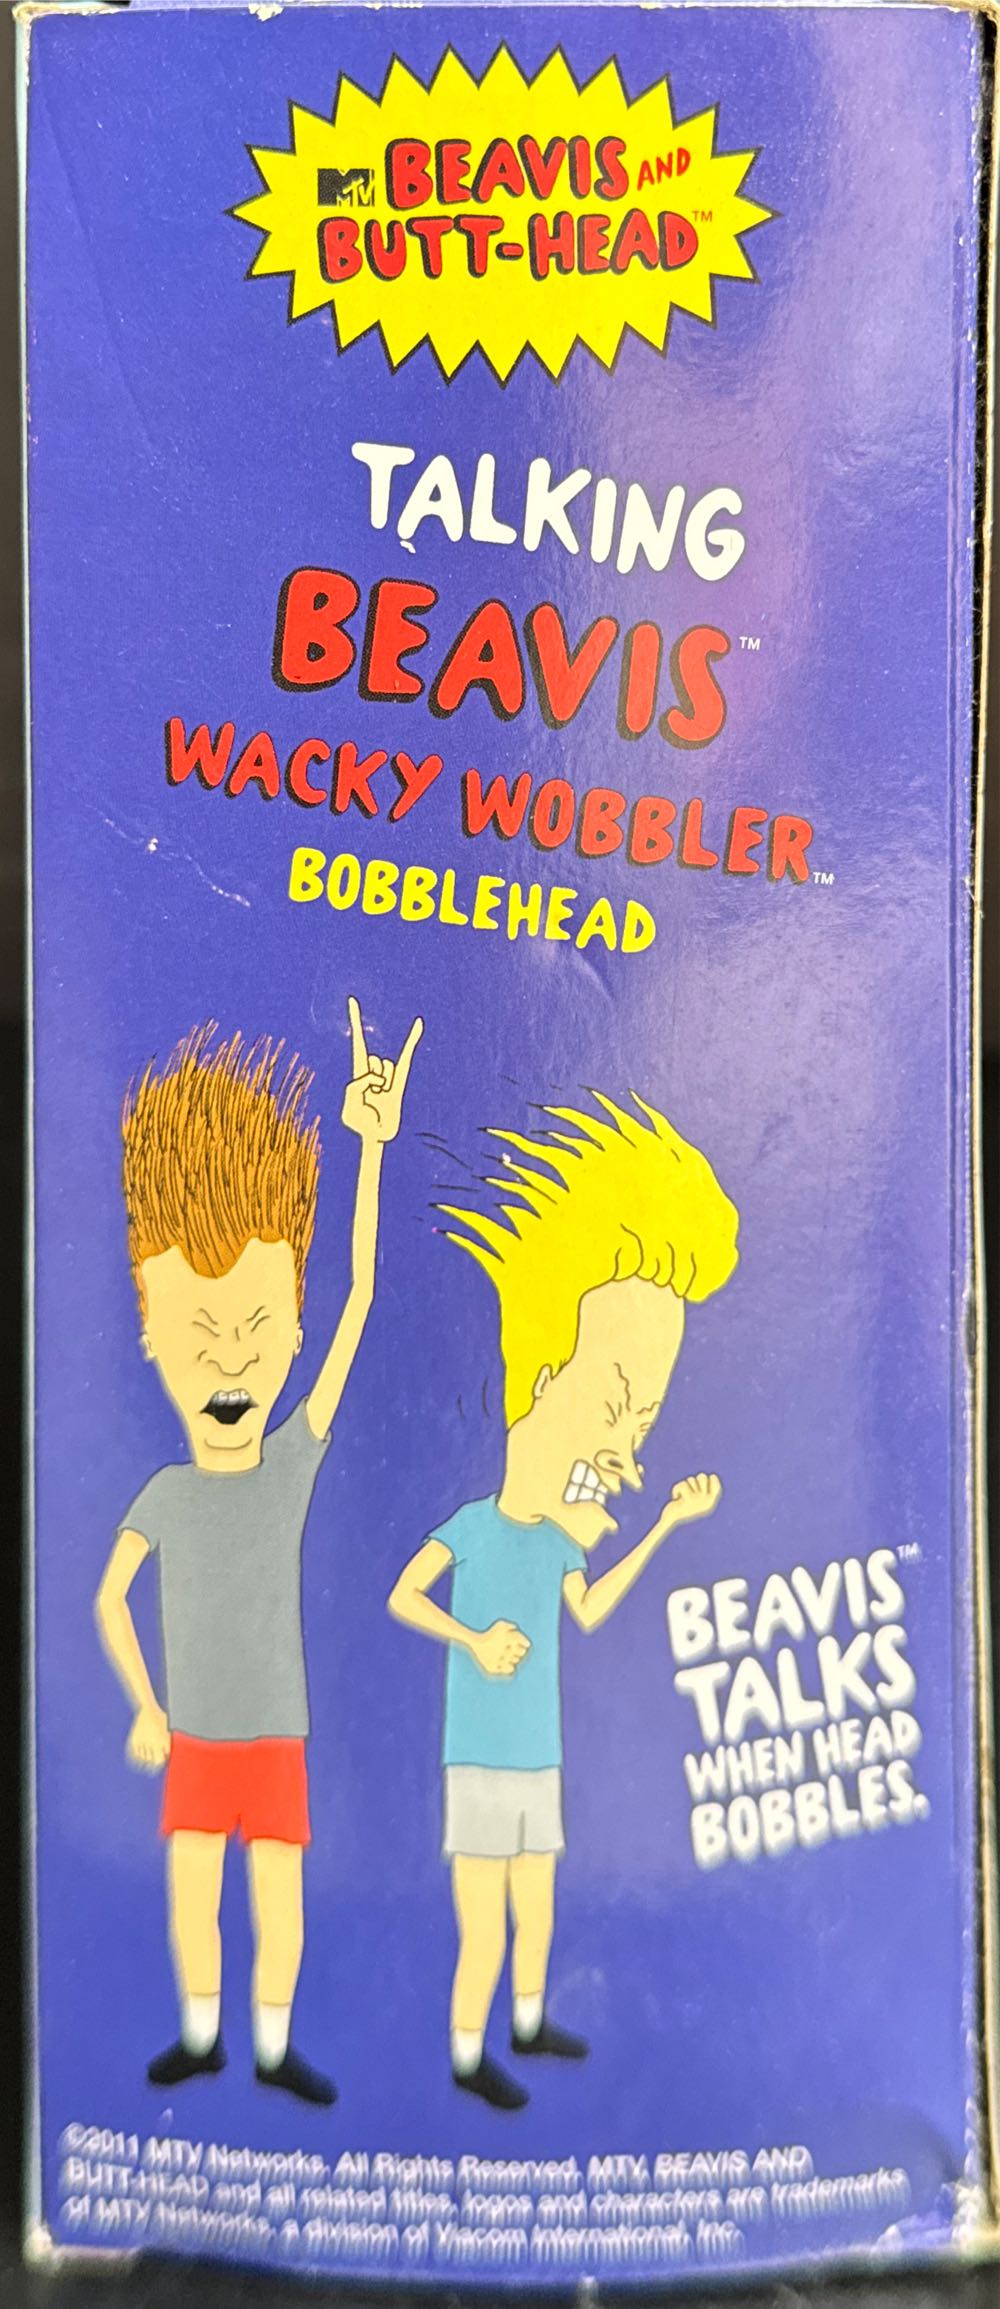 MTV BEAVIS AND
BUTT-HEAD™
TALKING
BEAVIS™
WACKY WOBBLER™
BOBBLEHEAD
BEAVIS™
TALKS
WHEN HEAD
BOBBLES.
©2011 MTV Networks. All Rights Reserved. MTV, BEAVIS AND
BUTT-HEAD and all related titles, logos and characters are trademarks
of MTV Networks, a division of Viacom International, Inc.